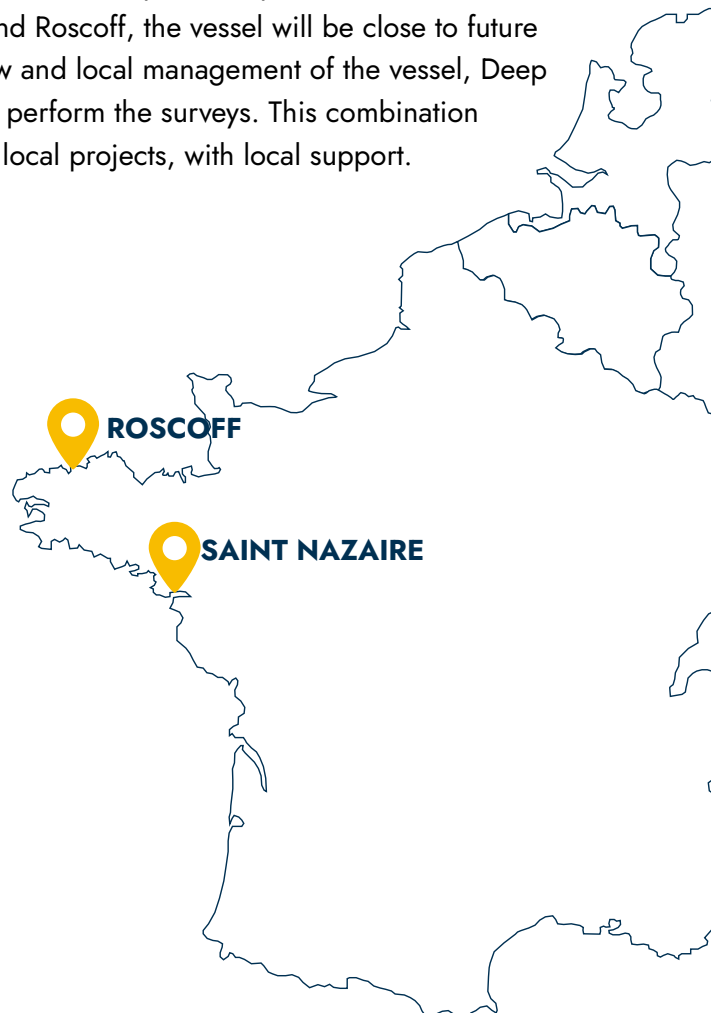 nd Roscoff, the vessel will be close to future
w and local management of the vessel, Deep
perform the surveys. This combination
local projects, with local support.
ROSCOFF
SAINT NAZAIRE